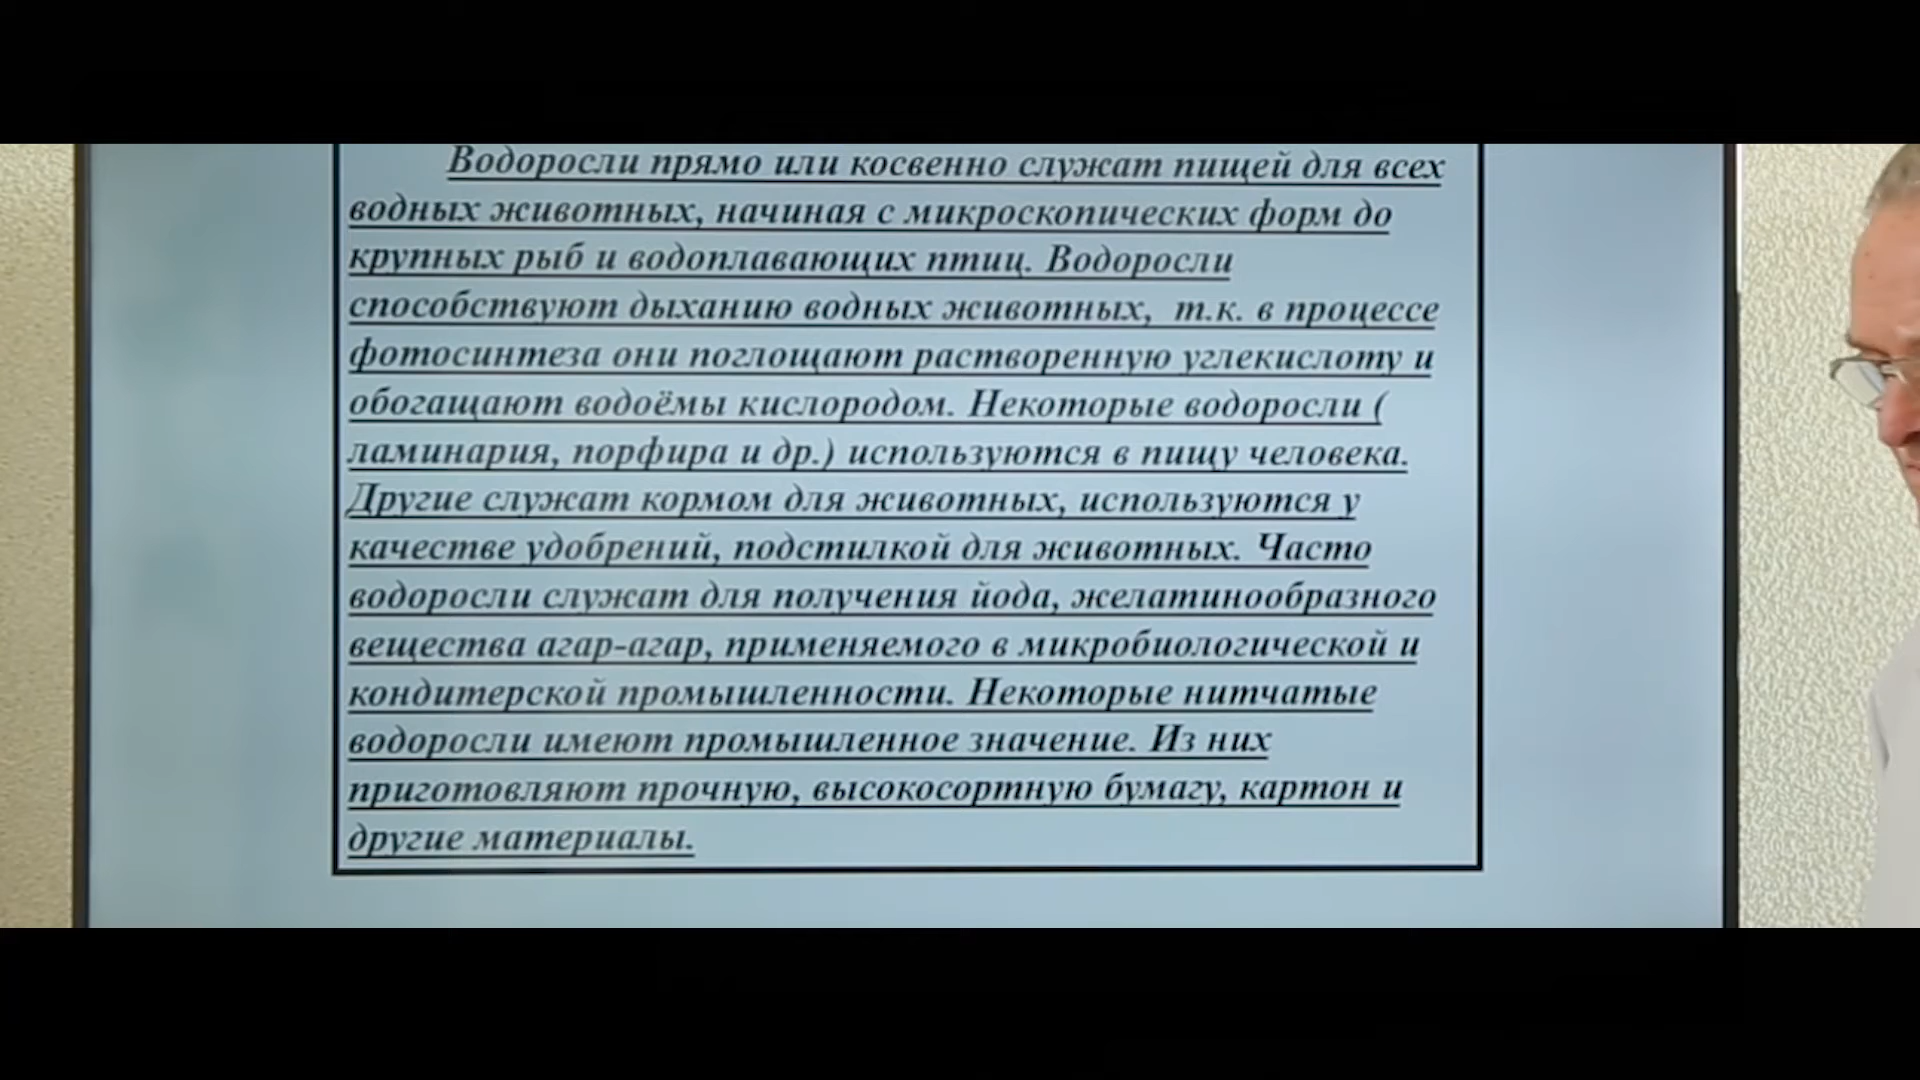 Водоросли прямо или косвенно служат пищей для всех
водных животных, начиная с микроскопических форм до
крупных рыб и водоплавающих птиц. Водоросли
способствуют дыханию водных животных, т.к. в процессе
фотосинтеза они поглощают растворенную углекислоту и
обогащают водоёмы кислородом. Некоторые водоросли (
ламинария, порфира и др.) используются в пищу человека.
Другие служат кормом для животных, используются у
качестве удобрений, подстилкой для животных. Часто
водоросли служат для получения йода, желатинообразного
вещества агар-агар, применяемого в микробиологической и
кондитерской промышленности. Некоторые нитчатые
водоросли имеют промышленное значение. Из них
приготовляют прочную, высокосортную бумагу, картон и
другие материалы.